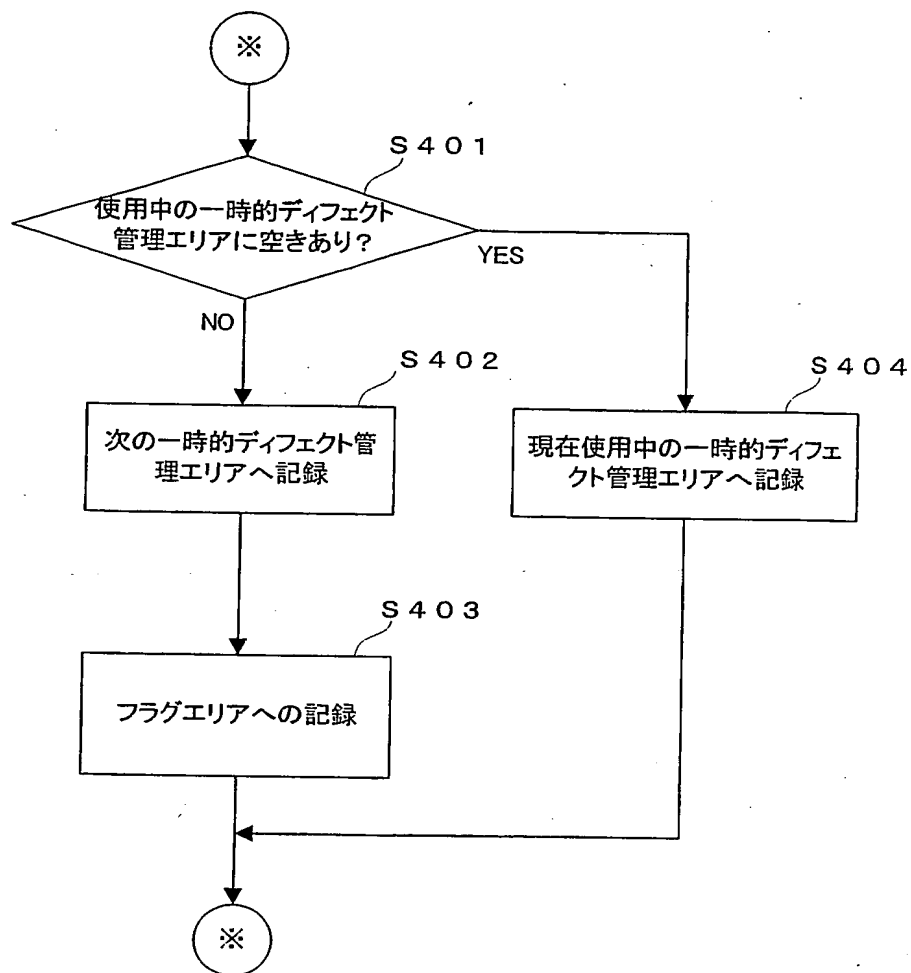 ※
S401
使用中の一時的ディフェクト
管理エリアに空きあり?
YES
NO
S402
S404
次の一時的ディフェクト管
理エリアへ記録
現在使用中の一時的ディフェ
クト管理エリアへ記録
S403
フラグエリアへの記録
※